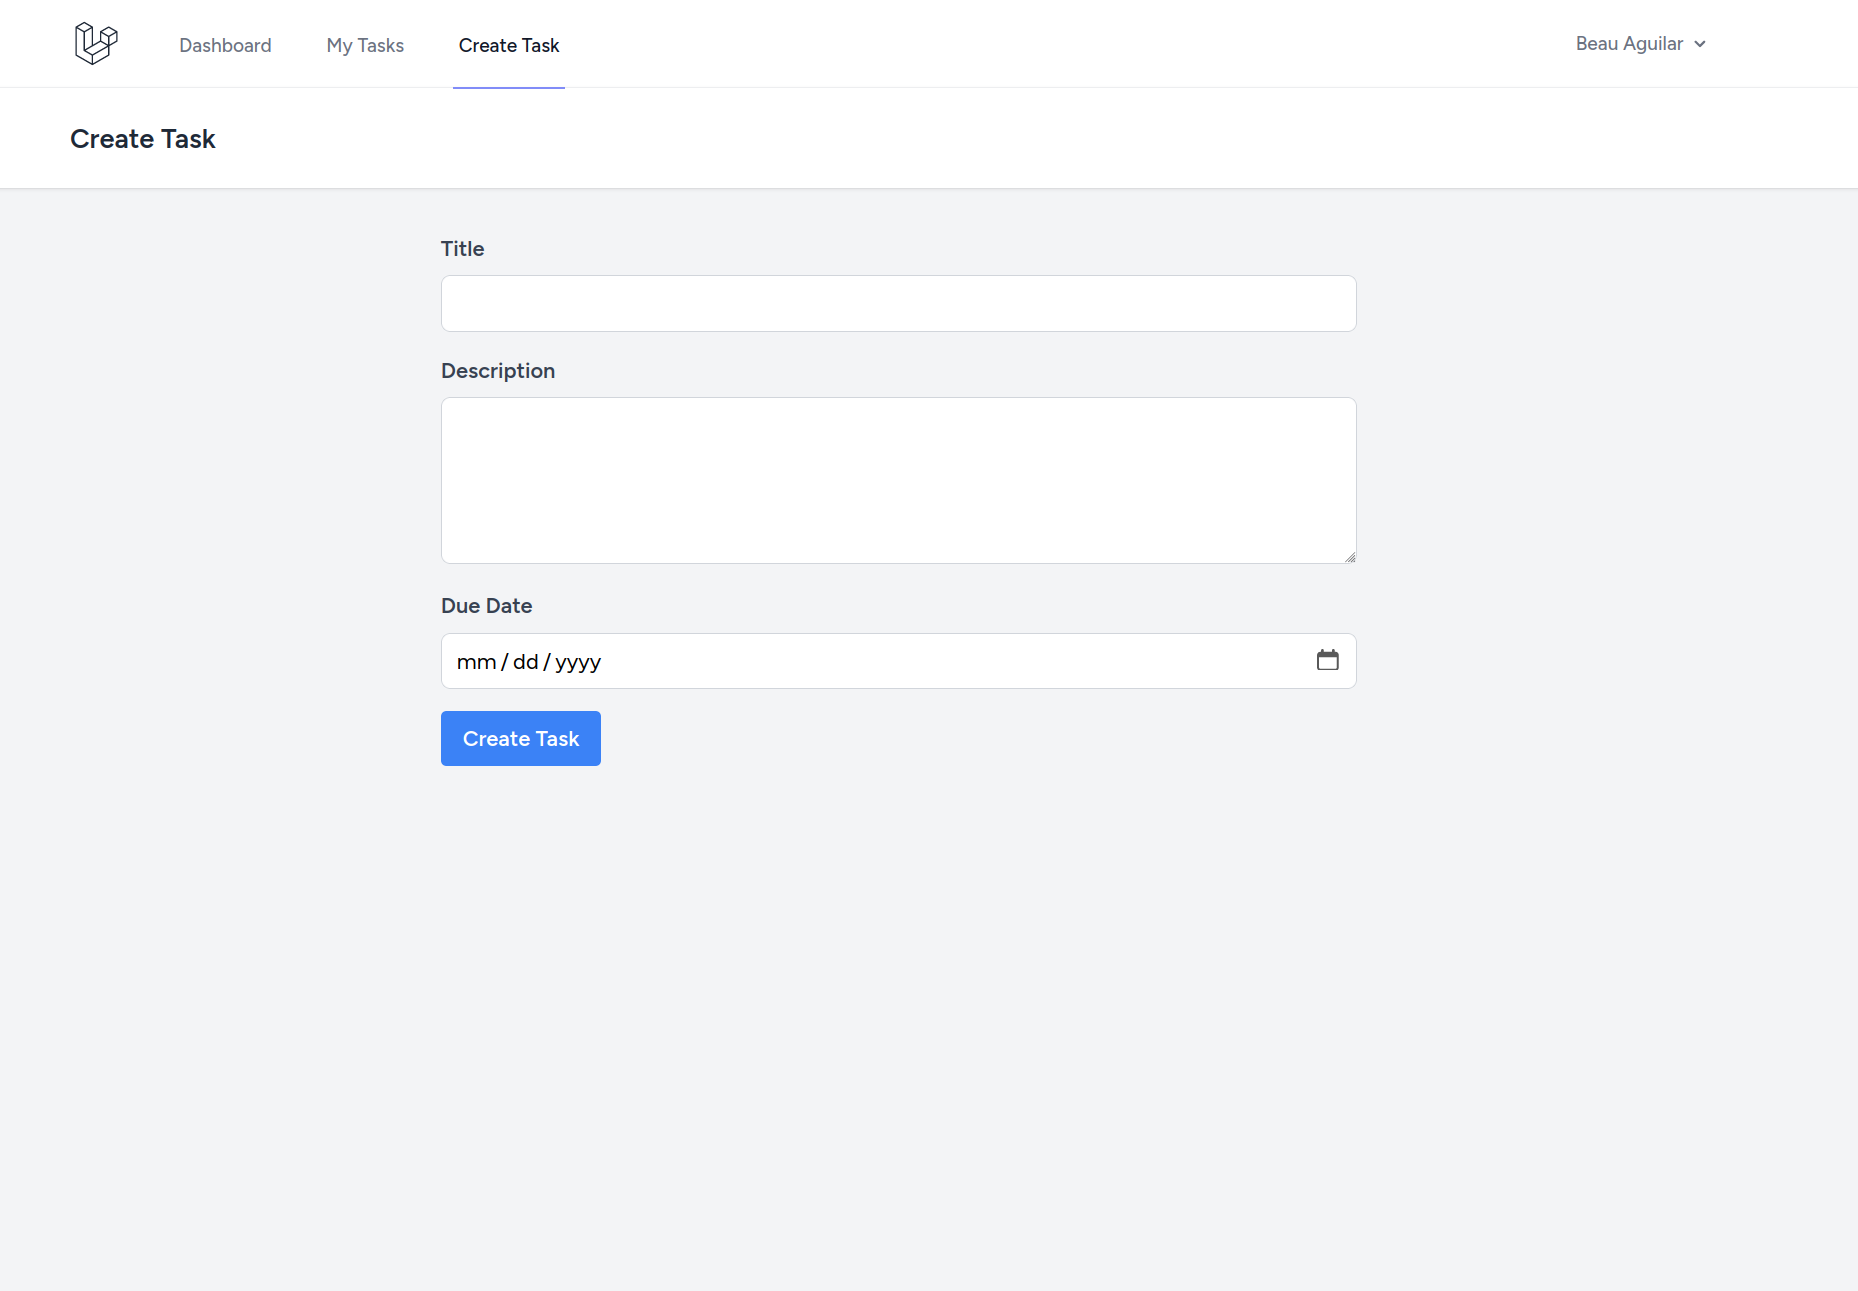 Dashboard My Tasks Create Task Beau Aguilar
Create Task
Title
Description
Due Date
mm / dd / yyyy
Create Task